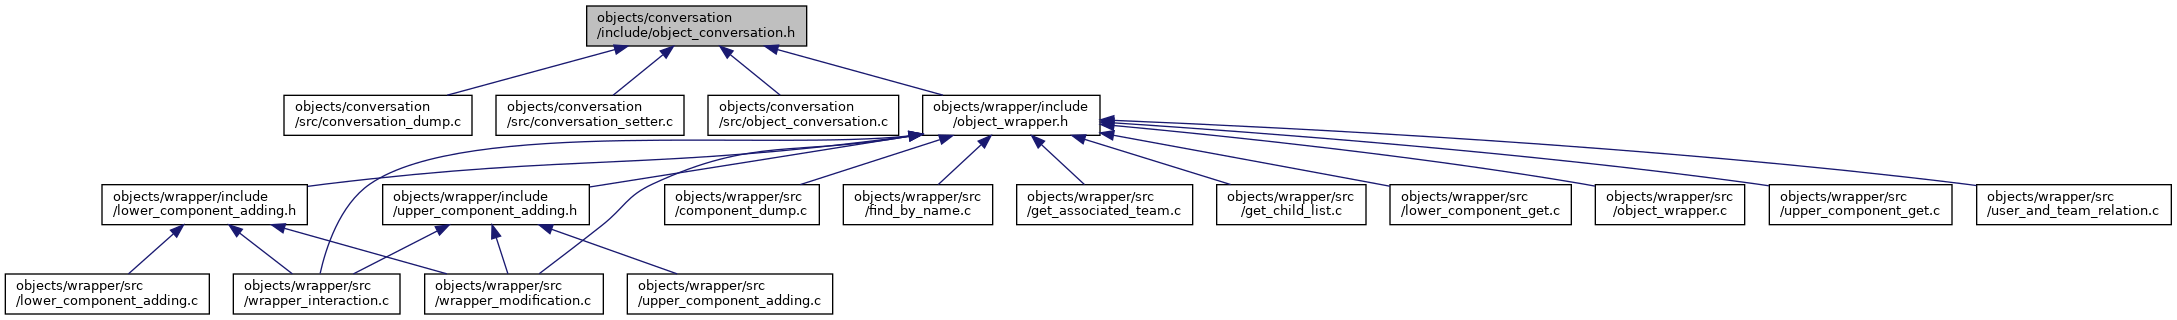 objects/conversation
/include/object_conversation.h
objects/conversation
/src/conversation_dump.c
objects/conversation
/src/conversation_setter.c
objects/conversation
/src/object_conversation.c
objects/wrapper/include
/object_wrapper.h
objects/wrapper/include
/lower_component_adding.h
objects/wrapper/include
/upper_component_adding.h
objects/wrapper/src
/component_dump.c
objects/wrapper/src
/find_by_name.c
objects/wrapper/src
/get_associated_team.c
objects/wrapper/src
/get_child_list.c
objects/wrapper/src
/lower_component_get.c
objects/wrapper/src
/object_wrapper.c
objects/wrapper/src
/upper_component_get.c
objects/wrapper/src
/user_and_team_relation.c
objects/wrapper/src
/lower_component_adding.c
objects/wrapper/src
/wrapper_interaction.c
objects/wrapper/src
/wrapper_modification.c
objects/wrapper/src
/upper_component_adding.c